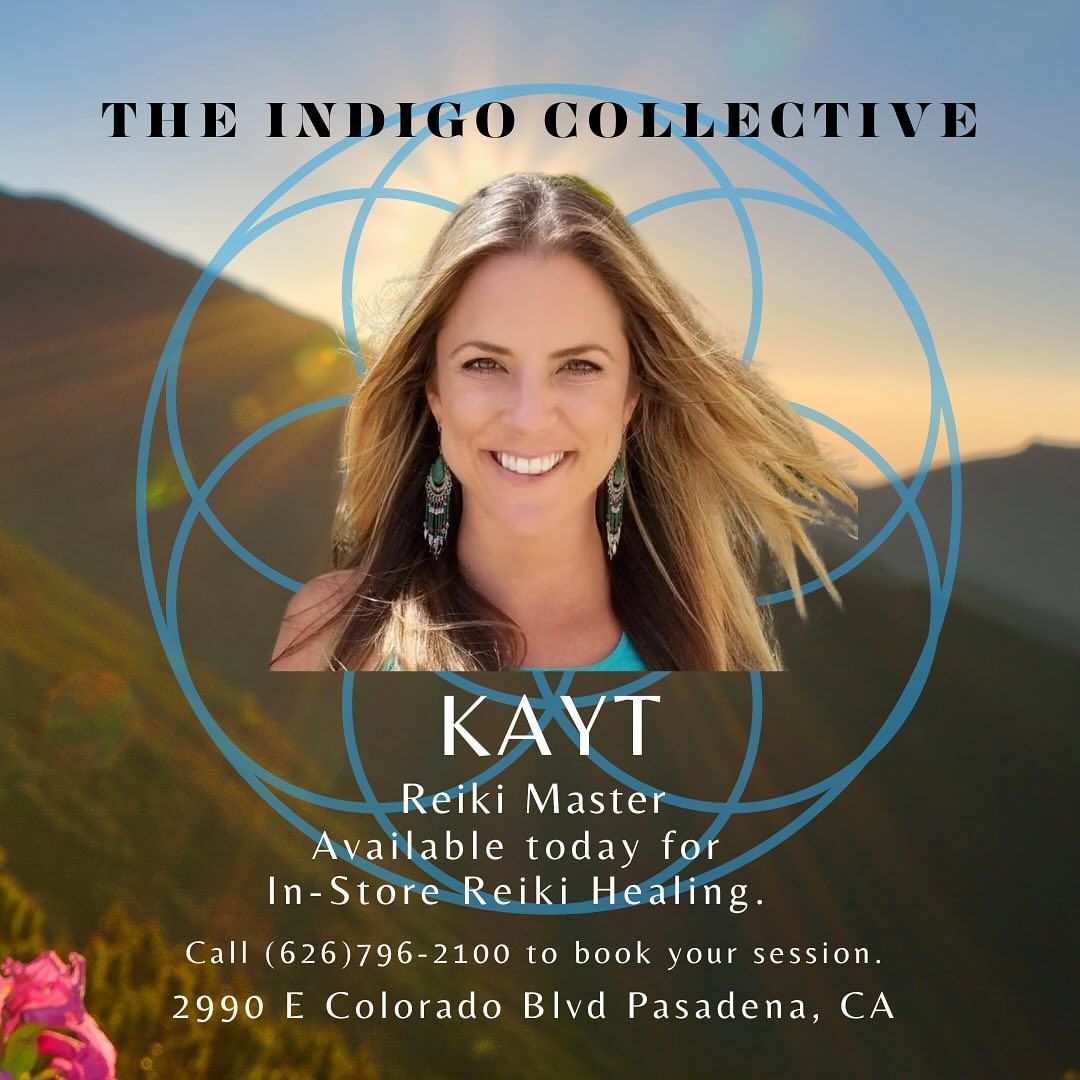 THE INDIGO COLLECTIVE
KAYT
Reiki Master
Available today for
In-Store Reiki Healing.
Call (626)796-2100 to book your session.
2990 E Colorado Blvd Pasadena, CA